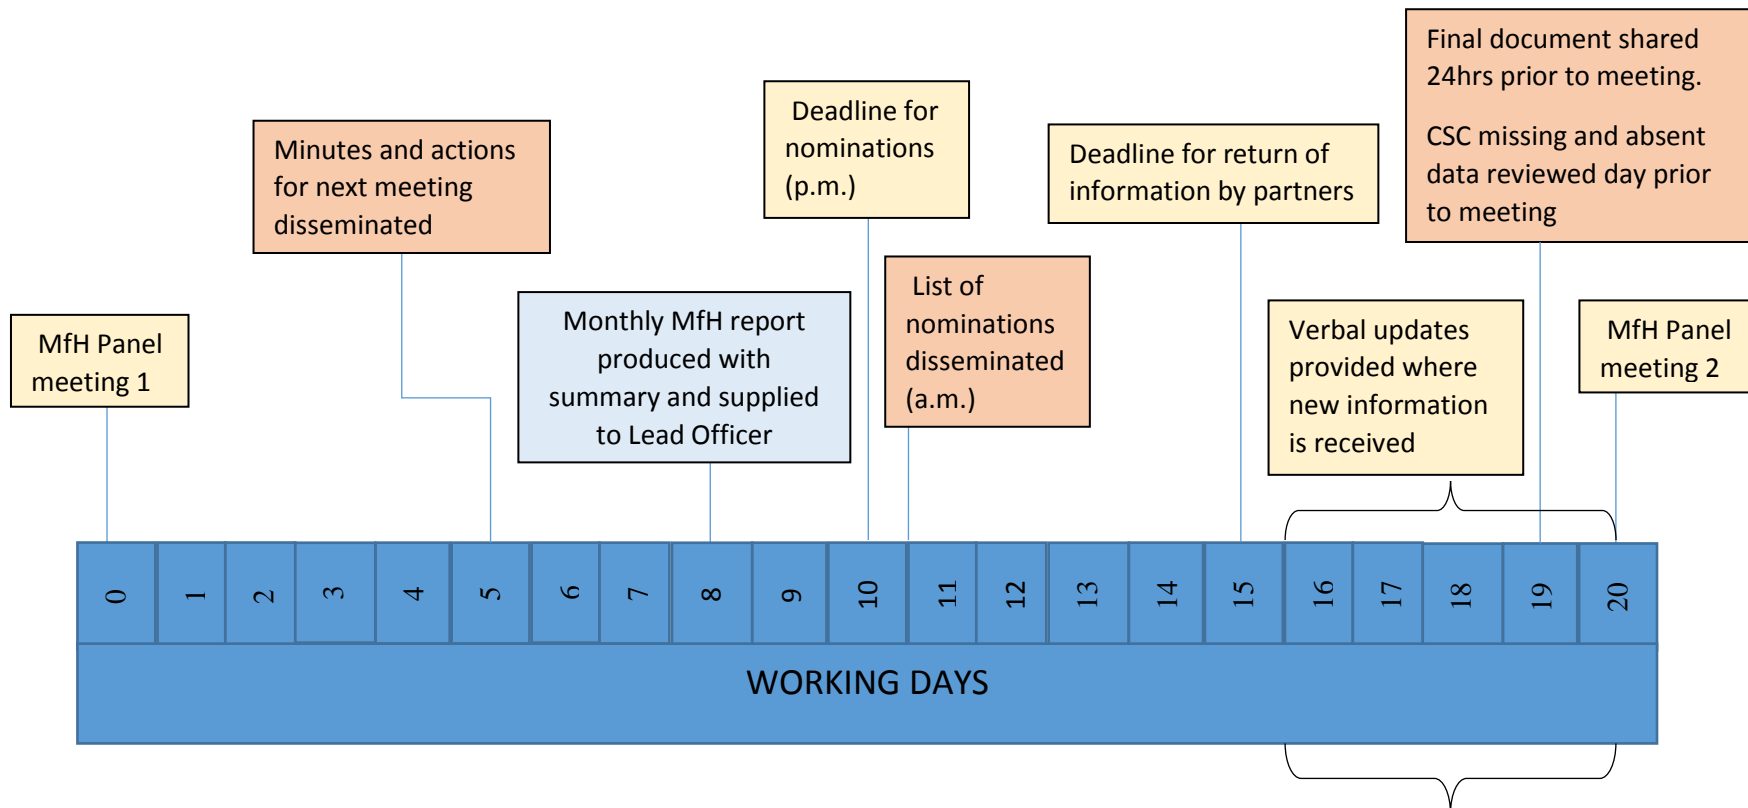 Final document shared
24hrs prior to meeting.
CSC missing and absent
data reviewed day prior
to meeting
Deadline for
nominations
(p.m.)
Minutes and actions
for next meeting
disseminated
Deadline for return of
information by partners
List of
nominations
disseminated
(a.m.)
Monthly MfH report
produced with
summary and supplied
to Lead Officer
Verbal updates
provided where
new information
is received
MfH Panel
meeting 1
MfH Panel
meeting 2
0 1 2 3 4 5 6 7 8 9 10 11 12 13 14 15 16 17 18 19 20
WORKING DAYS